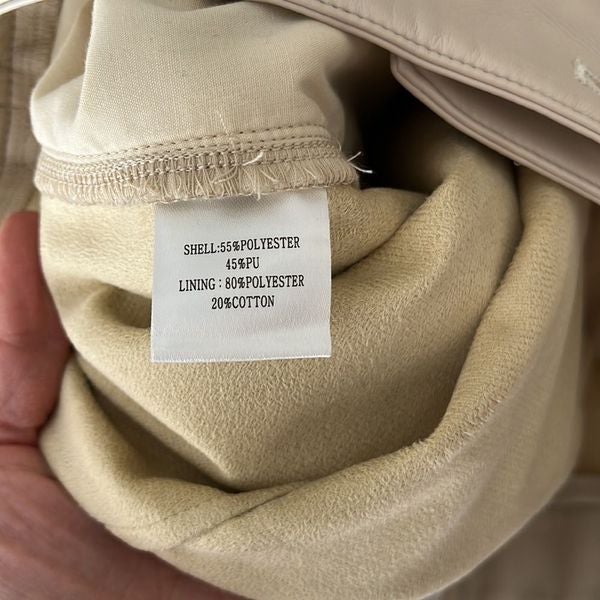 SHELL:55%POLYESTER
45%PU
LINING : 80%POLYESTER
20%COTTON